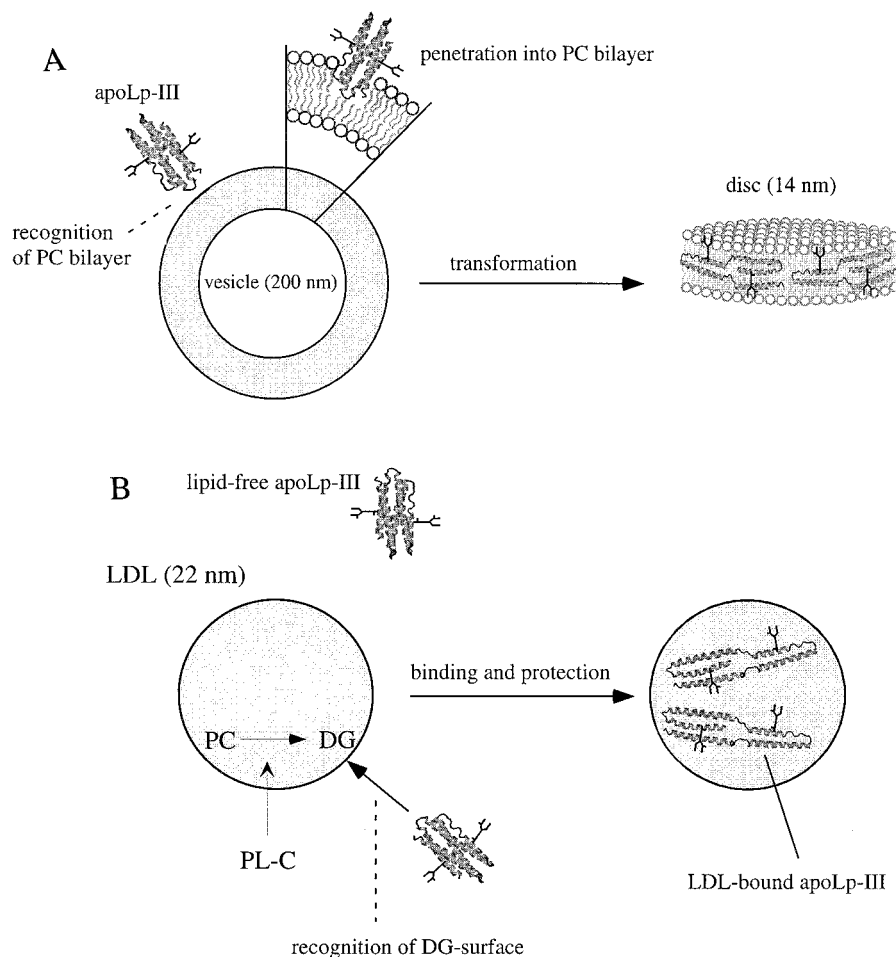 A
apoLp-III
penetration into PC bilayer
recognition
of PC bilayer
vesicle (200 nm)
transformation
disc (14 nm)
B
lipid-free apoLp-III
LDL (22 nm)
binding and protection
PC
DG
PL-C
recognition of DG-surface
LDL-bound apoLp-III